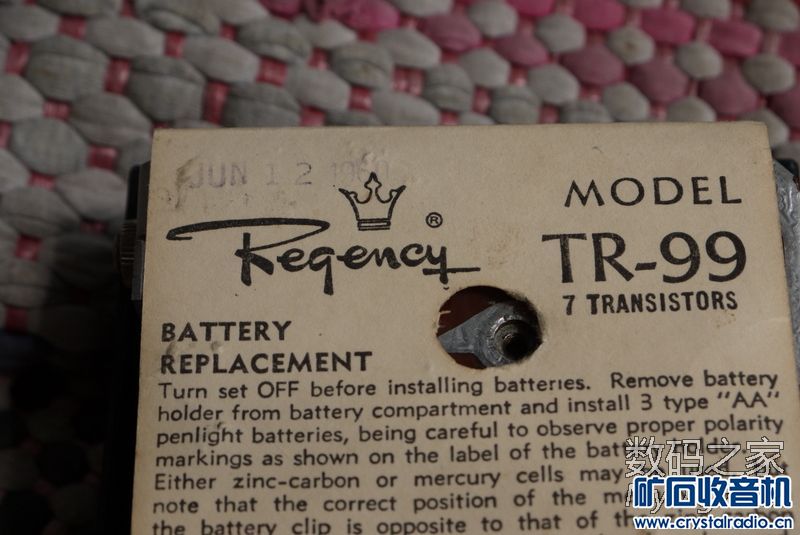 JUN 12 1960
Regency®
MODEL
TR-99
7 TRANSISTORS
BATTERY
REPLACEMENT
Turn set OFF before installing batteries. Remove battery
holder from battery compartment and install 3 type "AA"
penlight batteries, being careful to observe proper polarity
markings as shown on the label of the
Either zinc-carbon or mercury cells may
note that the correct position of the
the battery clip is opposite to that of the
数码之家
矿石收音机
www.crystalradio.cn